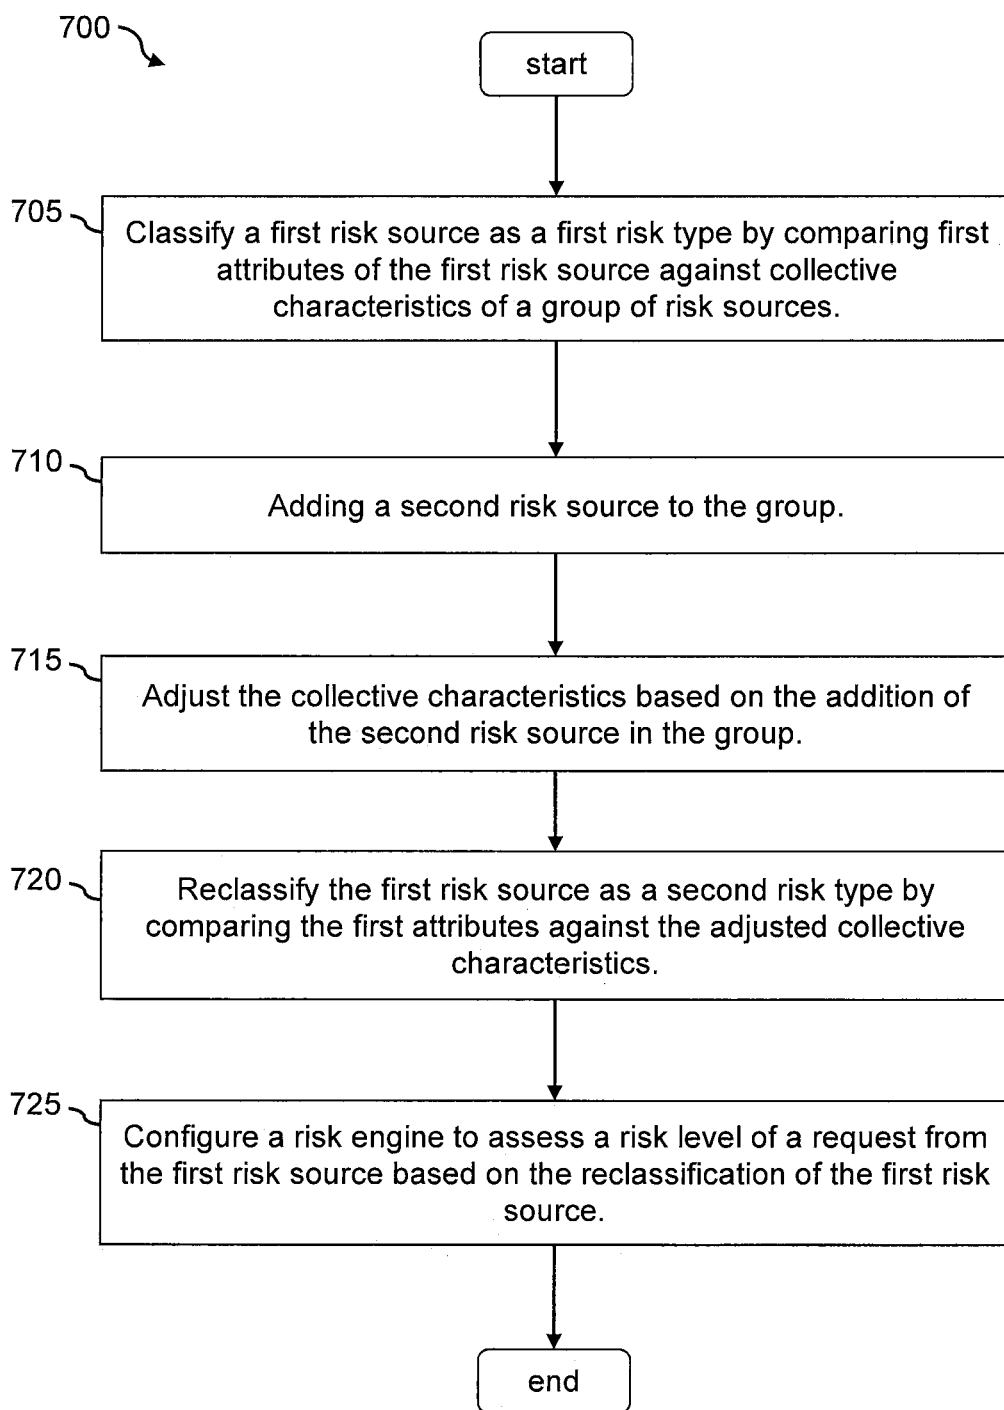 700
start
705
Classify a first risk source as a first risk type by comparing first
attributes of the first risk source against collective
characteristics of a group of risk sources.
710
Adding a second risk source to the group.
715
Adjust the collective characteristics based on the addition of
the second risk source in the group.
720
Reclassify the first risk source as a second risk type by
comparing the first attributes against the adjusted collective
characteristics.
725
Configure a risk engine to assess a risk level of a request from
the first risk source based on the reclassification of the first risk
source.
end